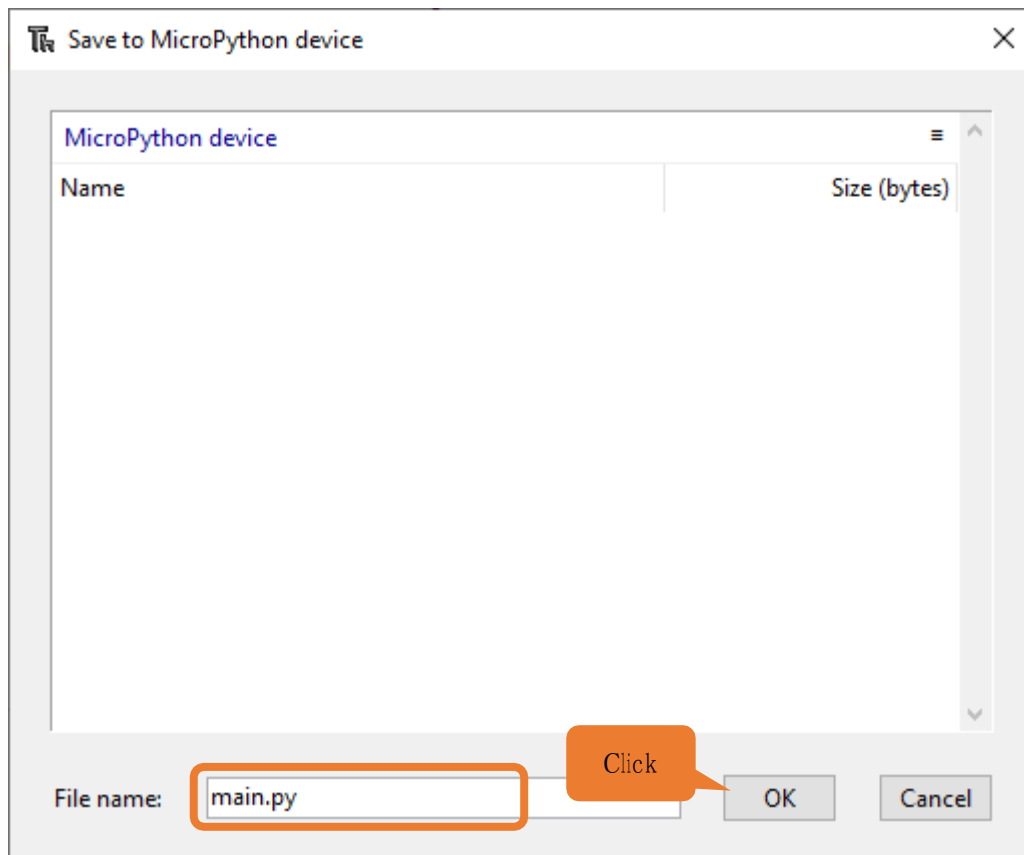 Save to MicroPython device
MicroPython device
Name Size (bytes)
Click
File name: main.py OK Cancel